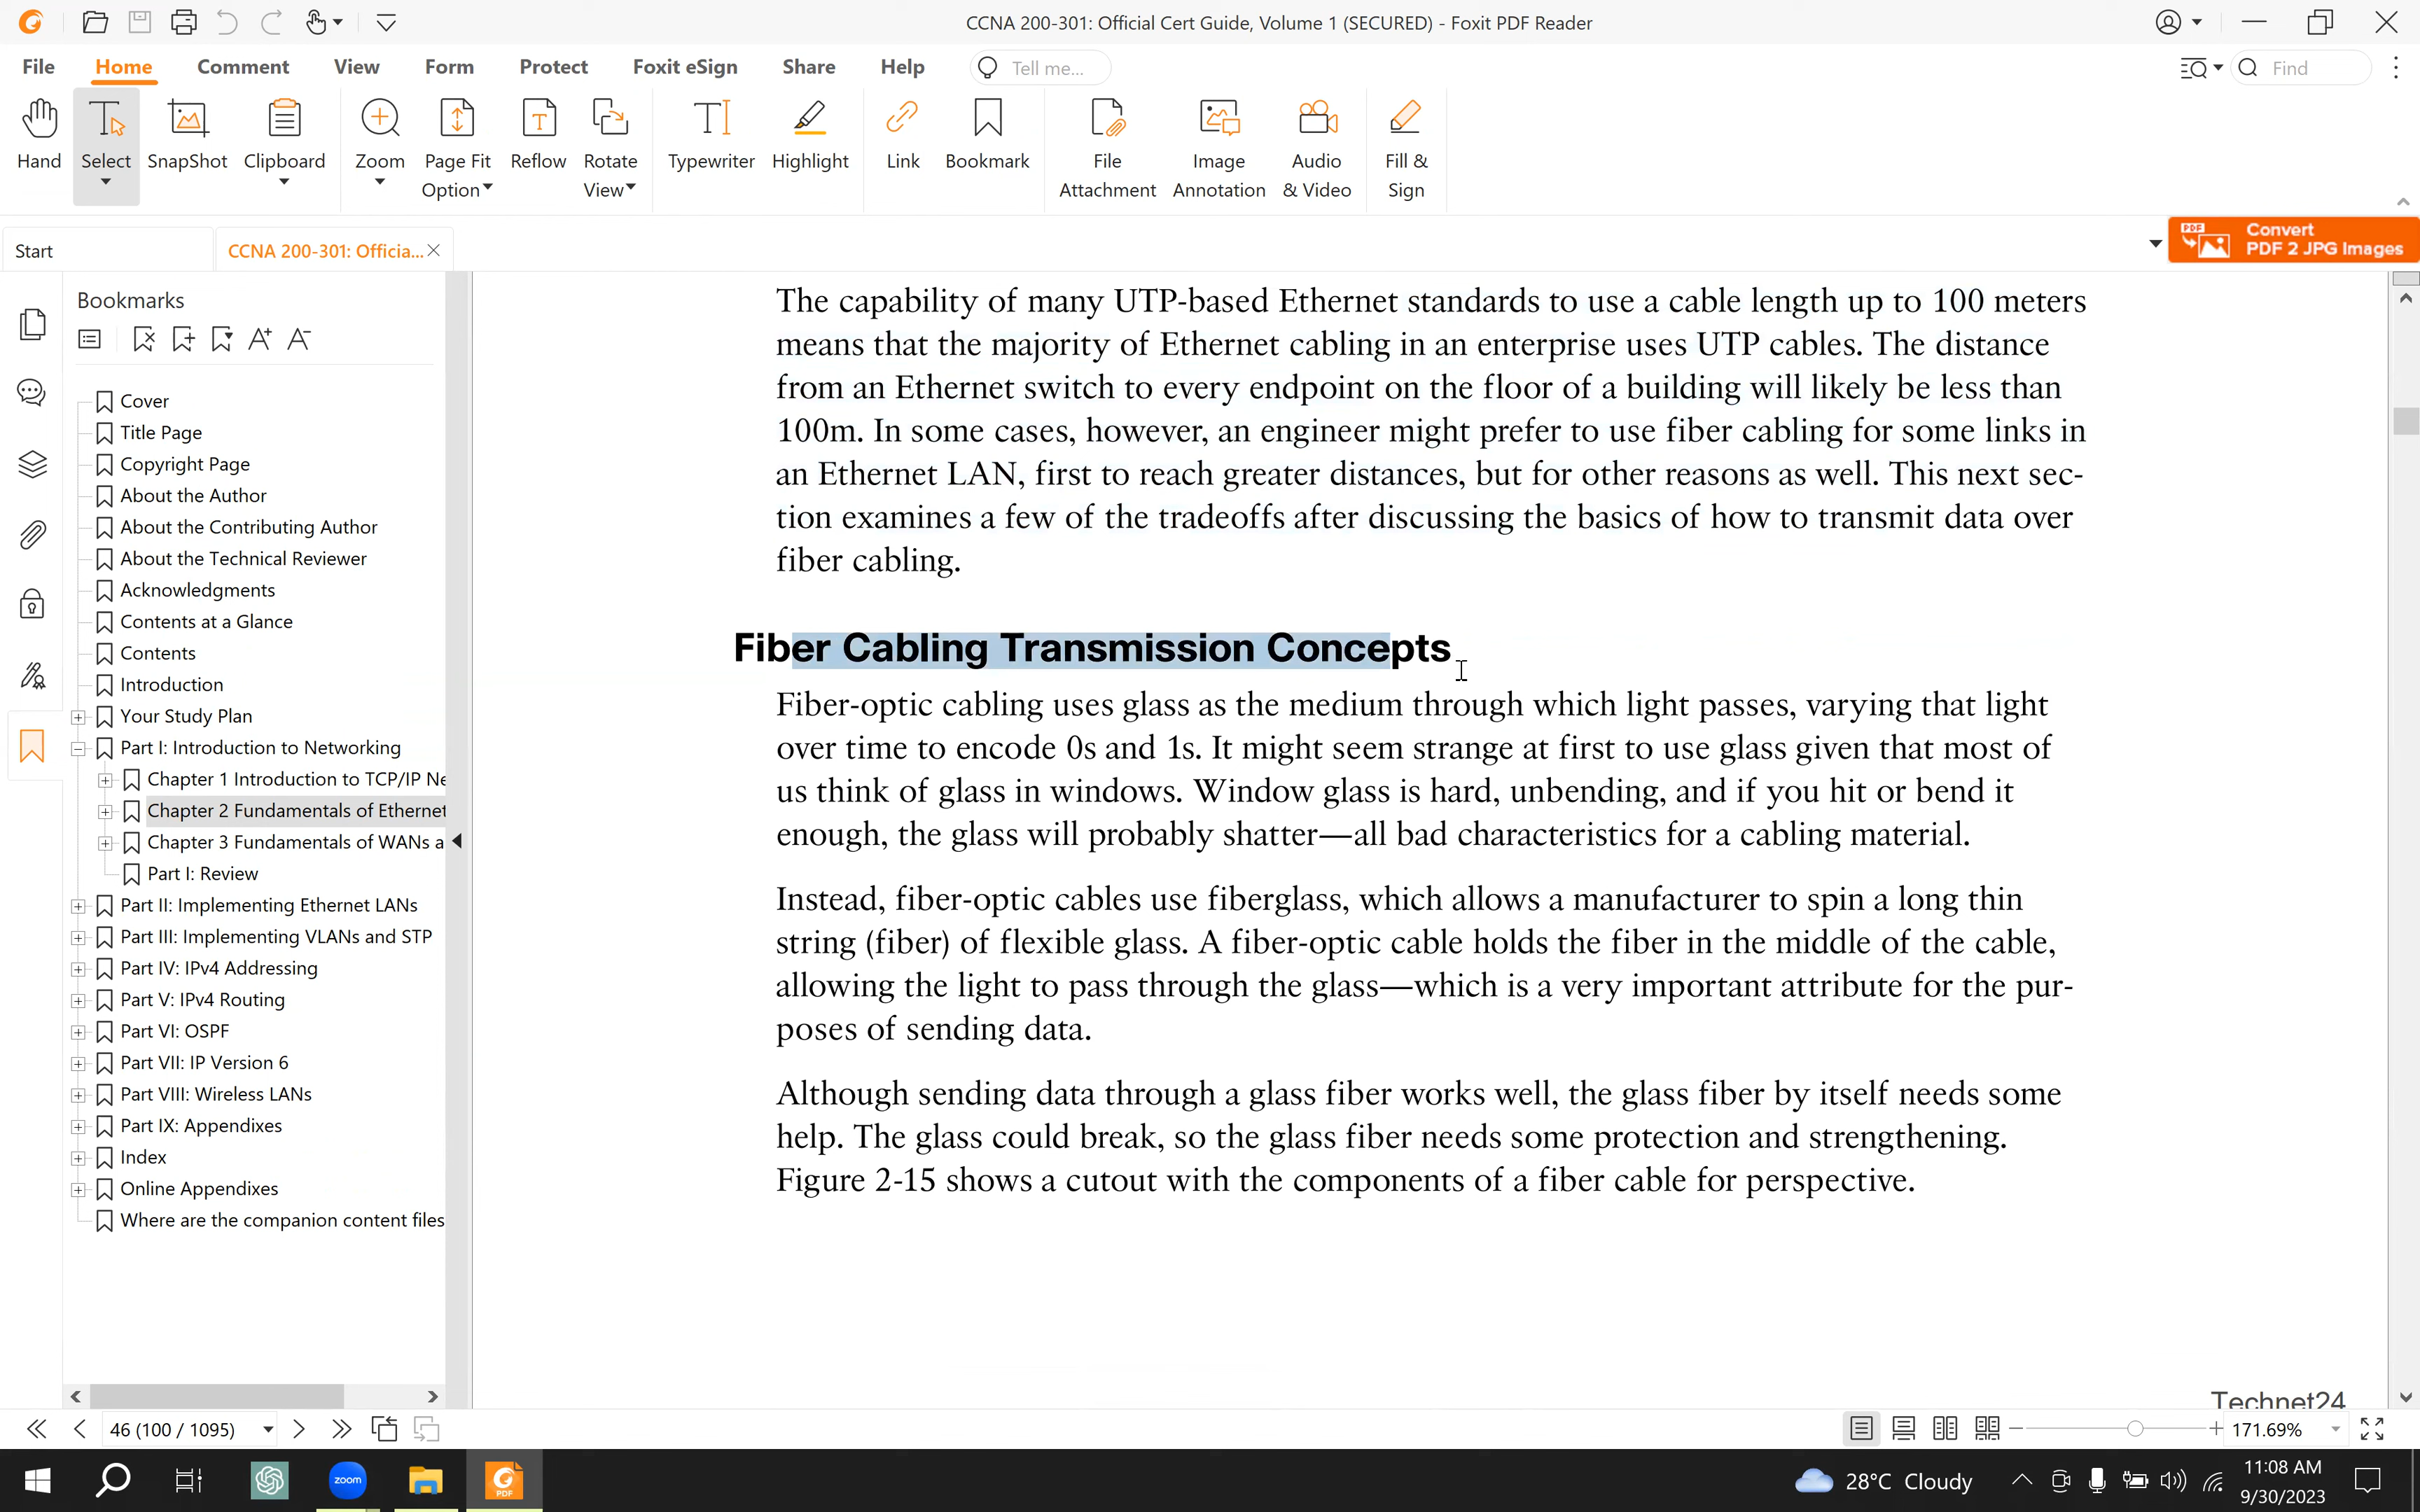 CCNA 200-301: Official Cert Guide, Volume 1 (SECURED) - Foxit PDF Reader
File Home Comment View Form Protect Foxit eSign Share Help Tell me... Find
Hand Select SnapShot Clipboard Zoom Page Fit Option Reflow Rotate View Typewriter Highlight Link Bookmark File Attachment Image Annotation Audio & Video Fill & Sign
Start CCNA 200-301: Officia...
PDF Convert
PDF 2 JPG Images
Bookmarks
Cover
Title Page
Copyright Page
About the Author
About the Contributing Author
About the Technical Reviewer
Acknowledgments
Contents at a Glance
Contents
Introduction
Your Study Plan
Part I: Introduction to Networking
Chapter 1 Introduction to TCP/IP Ne
Chapter 2 Fundamentals of Ethernet
Chapter 3 Fundamentals of WANs a
Part I: Review
Part II: Implementing Ethernet LANs
Part III: Implementing VLANs and STP
Part IV: IPv4 Addressing
Part V: IPv4 Routing
Part VI: OSPF
Part VII: IP Version 6
Part VIII: Wireless LANs
Part IX: Appendixes
Index
Online Appendixes
Where are the companion content files
The capability of many UTP-based Ethernet standards to use a cable length up to 100 meters
means that the majority of Ethernet cabling in an enterprise uses UTP cables. The distance
from an Ethernet switch to every endpoint on the floor of a building will likely be less than
100m. In some cases, however, an engineer might prefer to use fiber cabling for some links in
an Ethernet LAN, first to reach greater distances, but for other reasons as well. This next sec-
tion examines a few of the tradeoffs after discussing the basics of how to transmit data over
fiber cabling.
Fiber Cabling Transmission Concepts
Fiber-optic cabling uses glass as the medium through which light passes, varying that light
over time to encode 0s and 1s. It might seem strange at first to use glass given that most of
us think of glass in windows. Window glass is hard, unbending, and if you hit or bend it
enough, the glass will probably shatter—all bad characteristics for a cabling material.
Instead, fiber-optic cables use fiberglass, which allows a manufacturer to spin a long thin
string (fiber) of flexible glass. A fiber-optic cable holds the fiber in the middle of the cable,
allowing the light to pass through the glass—which is a very important attribute for the pur-
poses of sending data.
Although sending data through a glass fiber works well, the glass fiber by itself needs some
help. The glass could break, so the glass fiber needs some protection and strengthening.
Figure 2-15 shows a cutout with the components of a fiber cable for perspective.
Technet24
46 (100 / 1095) 171.69%
zoom
PDF
28°C Cloudy
11:08 AM
9/30/2023